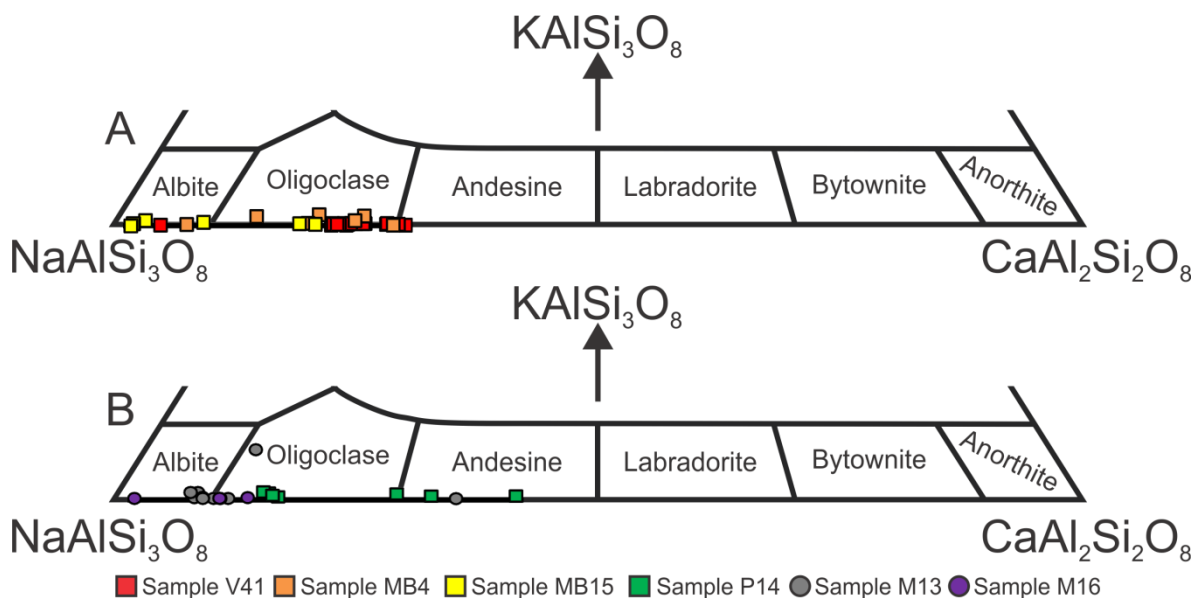 KAlSi₃O₈
A
Albite Oligoclase Andesine Labradorite Bytownite Anorthite
NaAlSi₃O₈ CaAl₂Si₂O₈
KAlSi₃O₈
B
Albite Oligoclase Andesine Labradorite Bytownite Anorthite
NaAlSi₃O₈ CaAl₂Si₂O₈
Sample V41 Sample MB4 Sample MB15 Sample P14 Sample M13 Sample M16